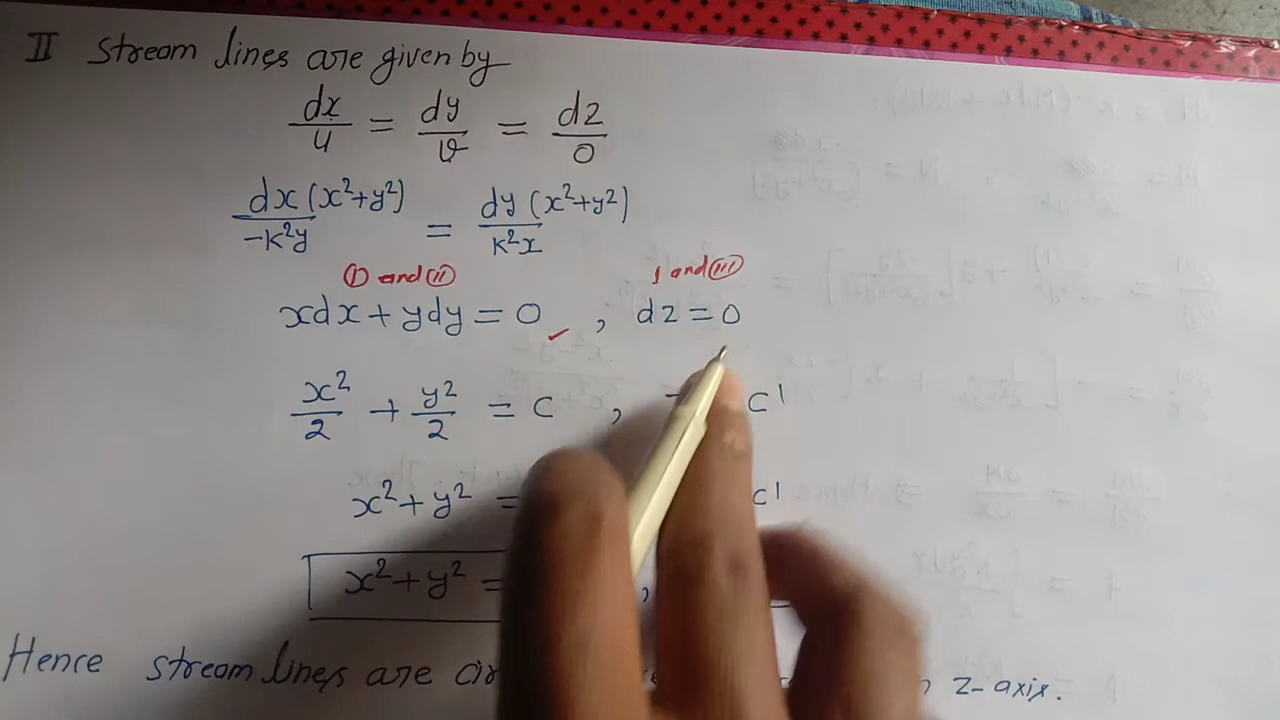 II Stream lines are given by
dx/u = dy/v = dz/0
dx(x²+y²)/-k²y = dy(x²+y²)/k²x
(I) and (II) I and (III)
xdx + ydy = 0 , dz = 0
x²/2 + y²/2 = c , c'
x² + y² = c'
x² + y² = ,
Hence stream lines are z-axis.